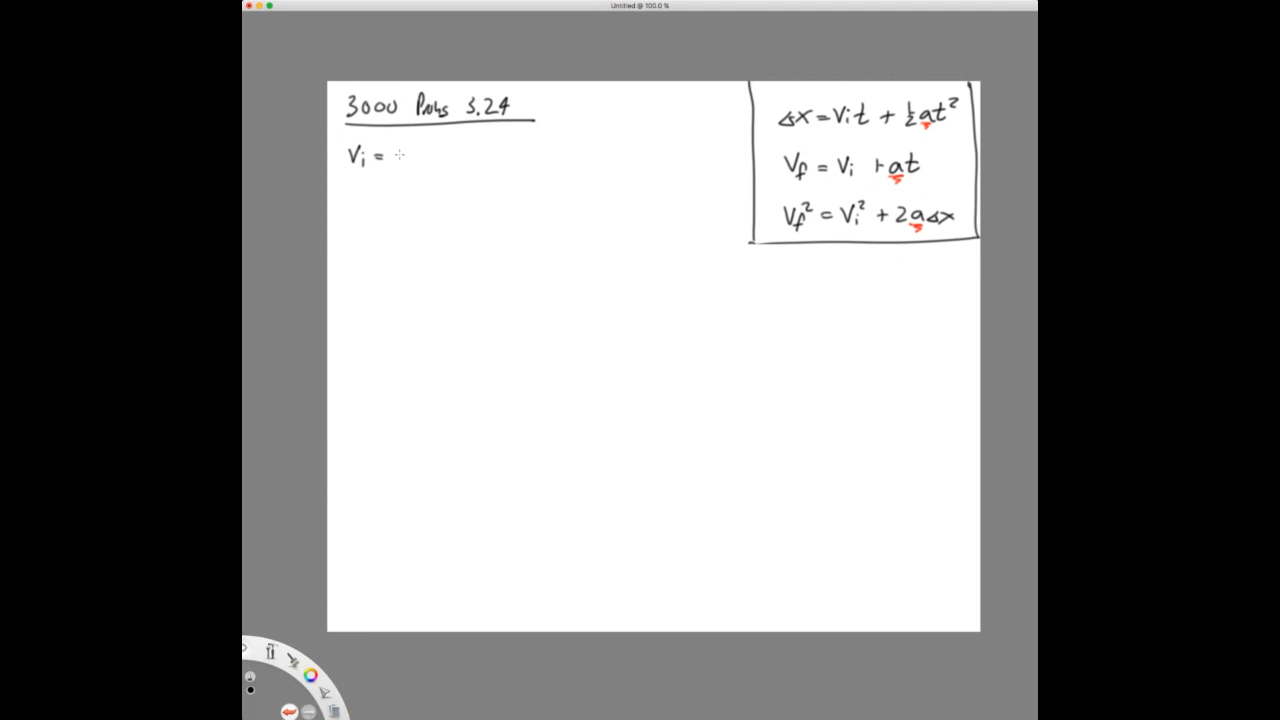 Untitled @ 100.0 %
3000 Probs 3.24
Vi =
Δx = Vit + ½at²
Vf = Vi + at
Vf² = Vi² + 2aΔx